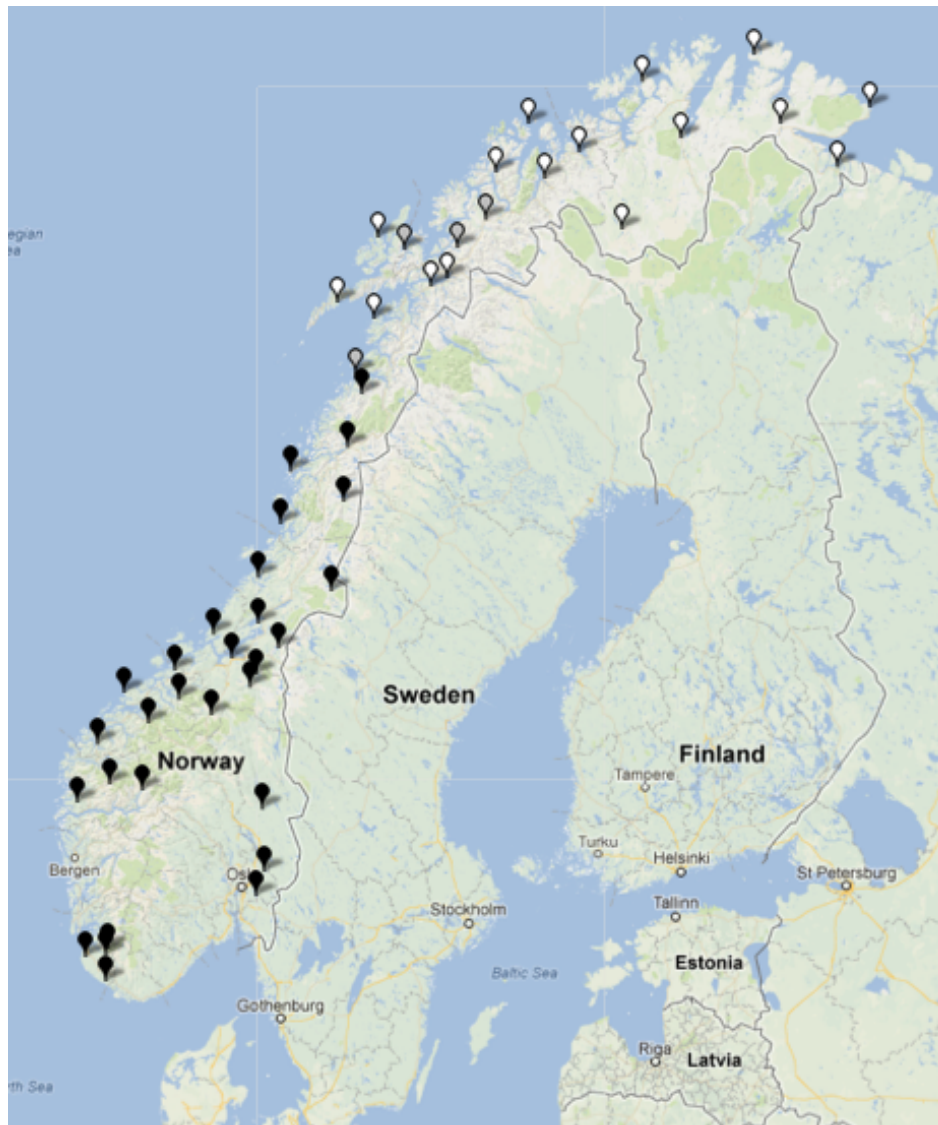 egian
ea
Sweden
Norway
Finland
Tampere
Turku
Helsinki
Bergen
Osl
St Petersburg
Tallinn
Stockholm
Estonia
Baltic Sea
Gothenburg
Riga
Latvia
rth Sea